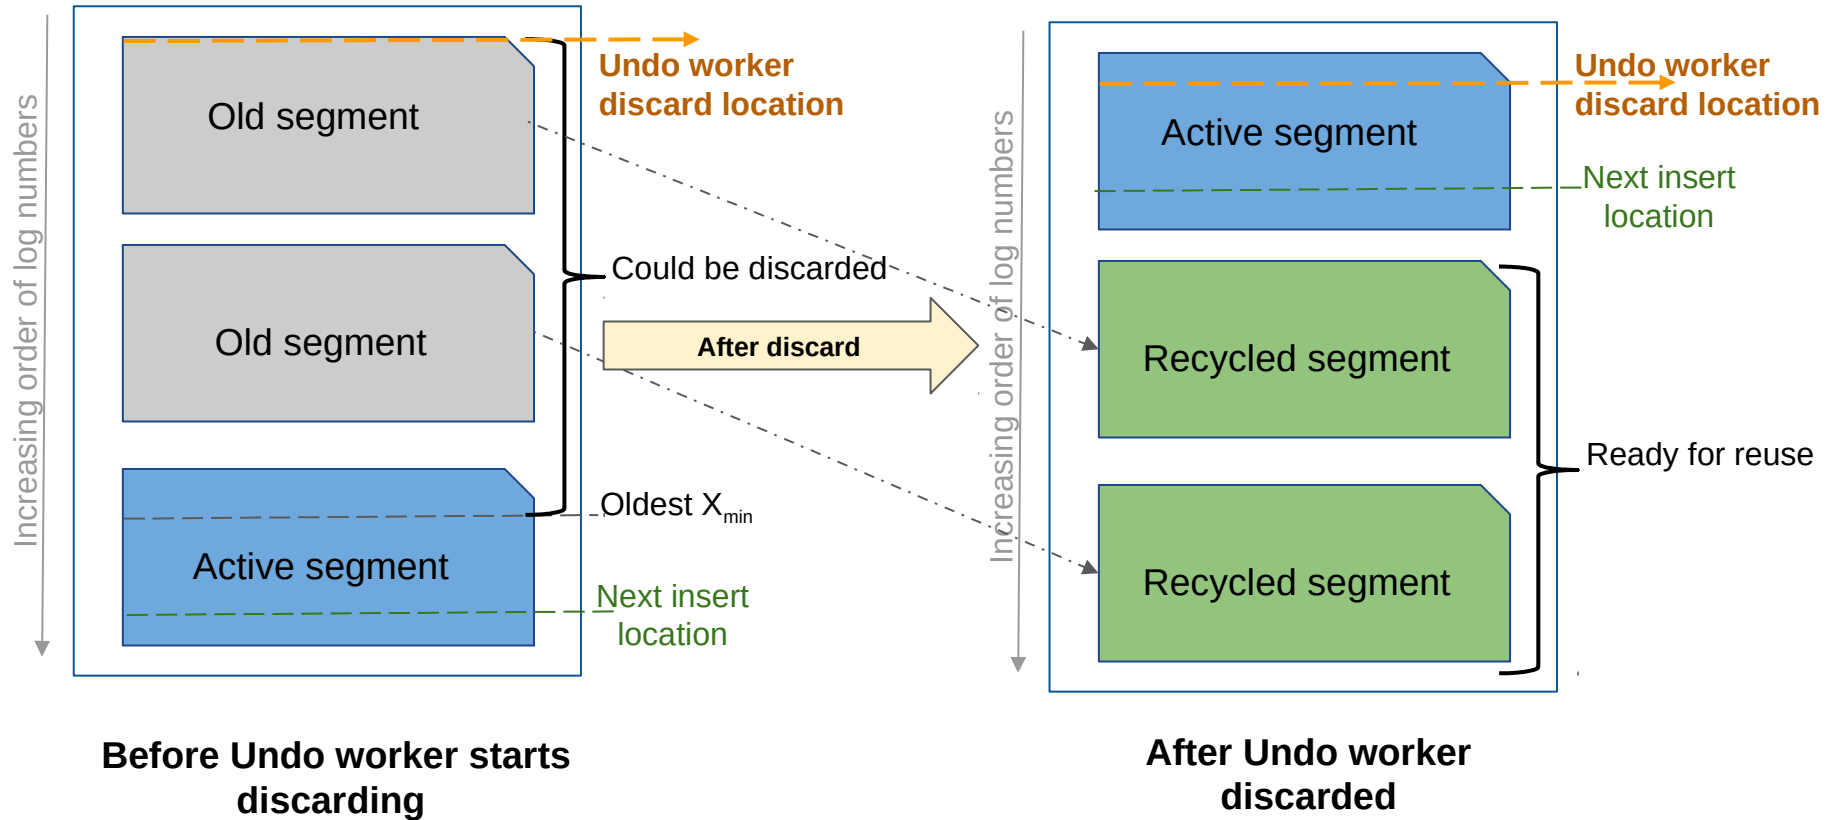 Increasing order of log numbers
Old segment
Undo worker
discard location
Old segment
Could be discarded
Active segment
Oldest Xmin
Next insert
location
Before Undo worker starts
discarding
After discard
Increasing order of log numbers
Active segment
Undo worker
discard location
Next insert
location
Recycled segment
Recycled segment
Ready for reuse
After Undo worker
discarded